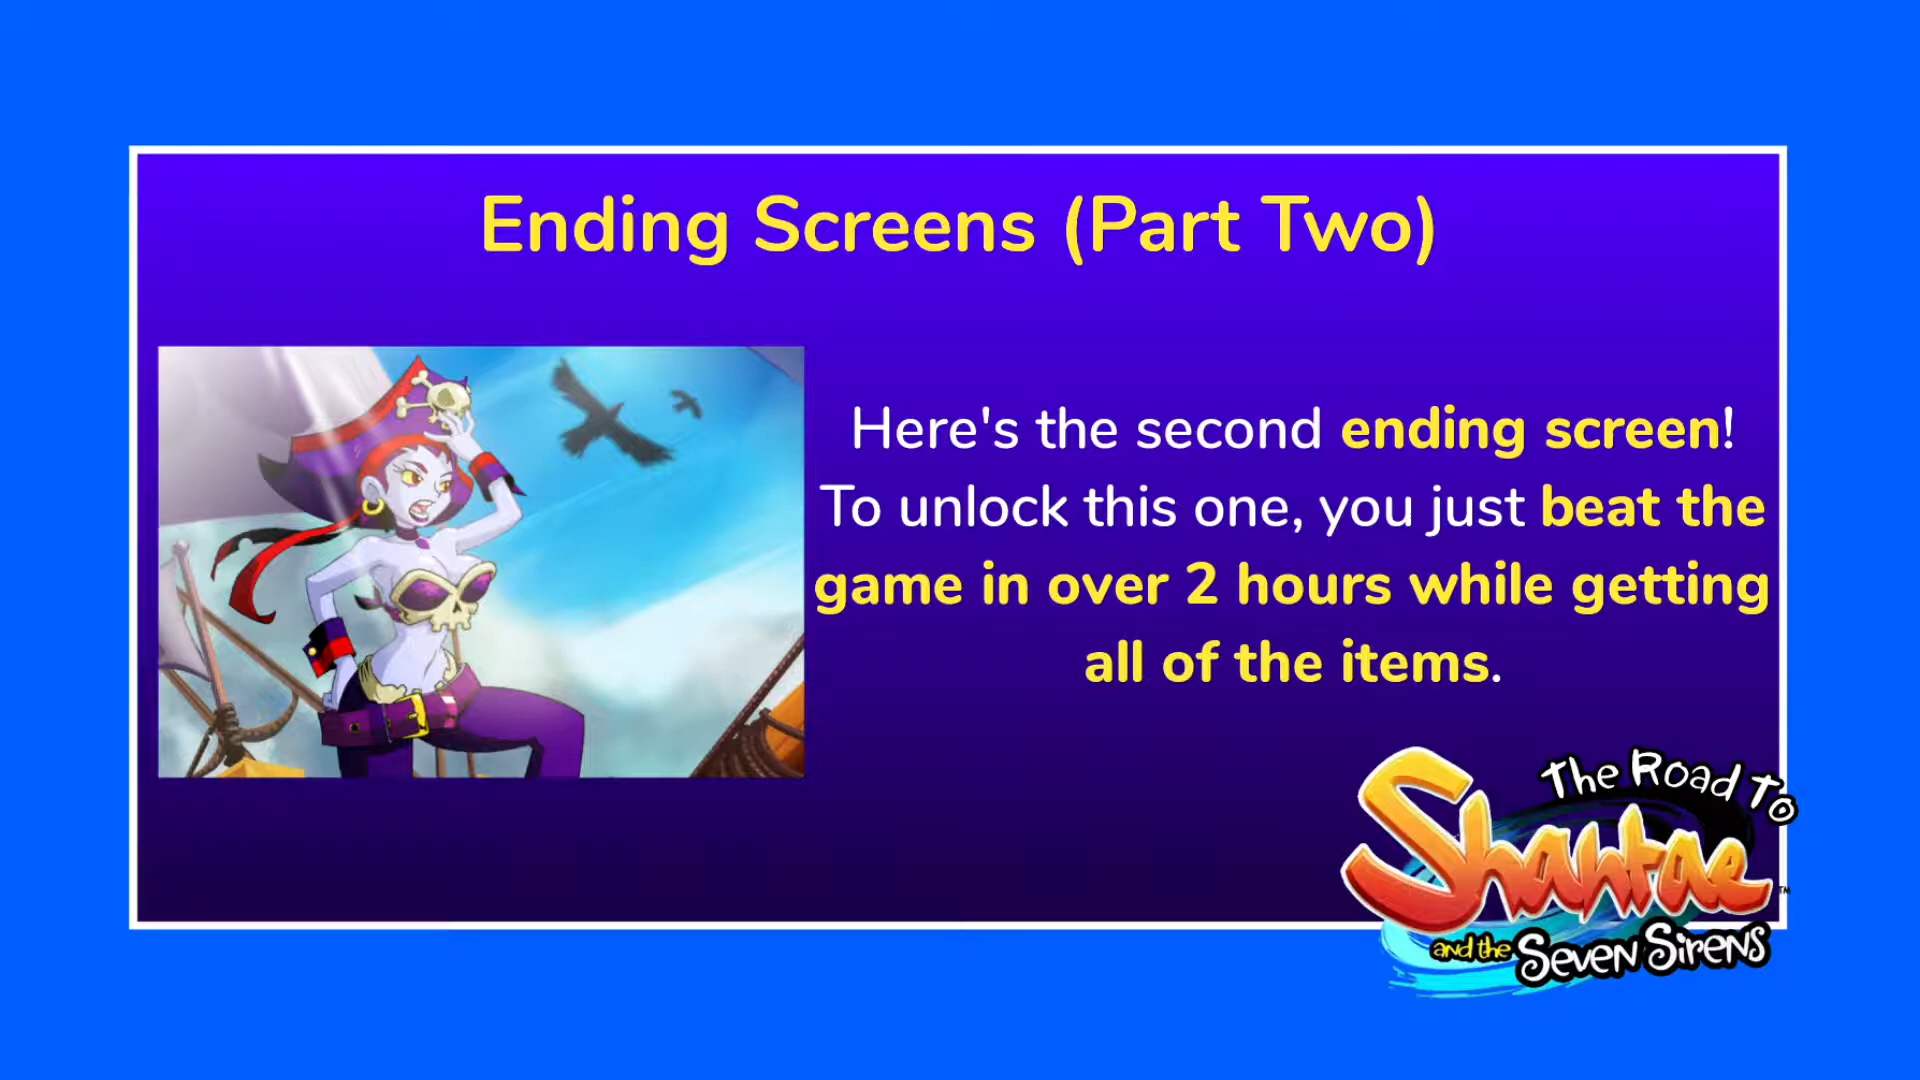 Ending Screens (Part Two)
Here's the second ending screen!
To unlock this one, you just beat the
game in over 2 hours while getting
all of the items.
The Road To
Shantae
TM
and the Seven Sirens